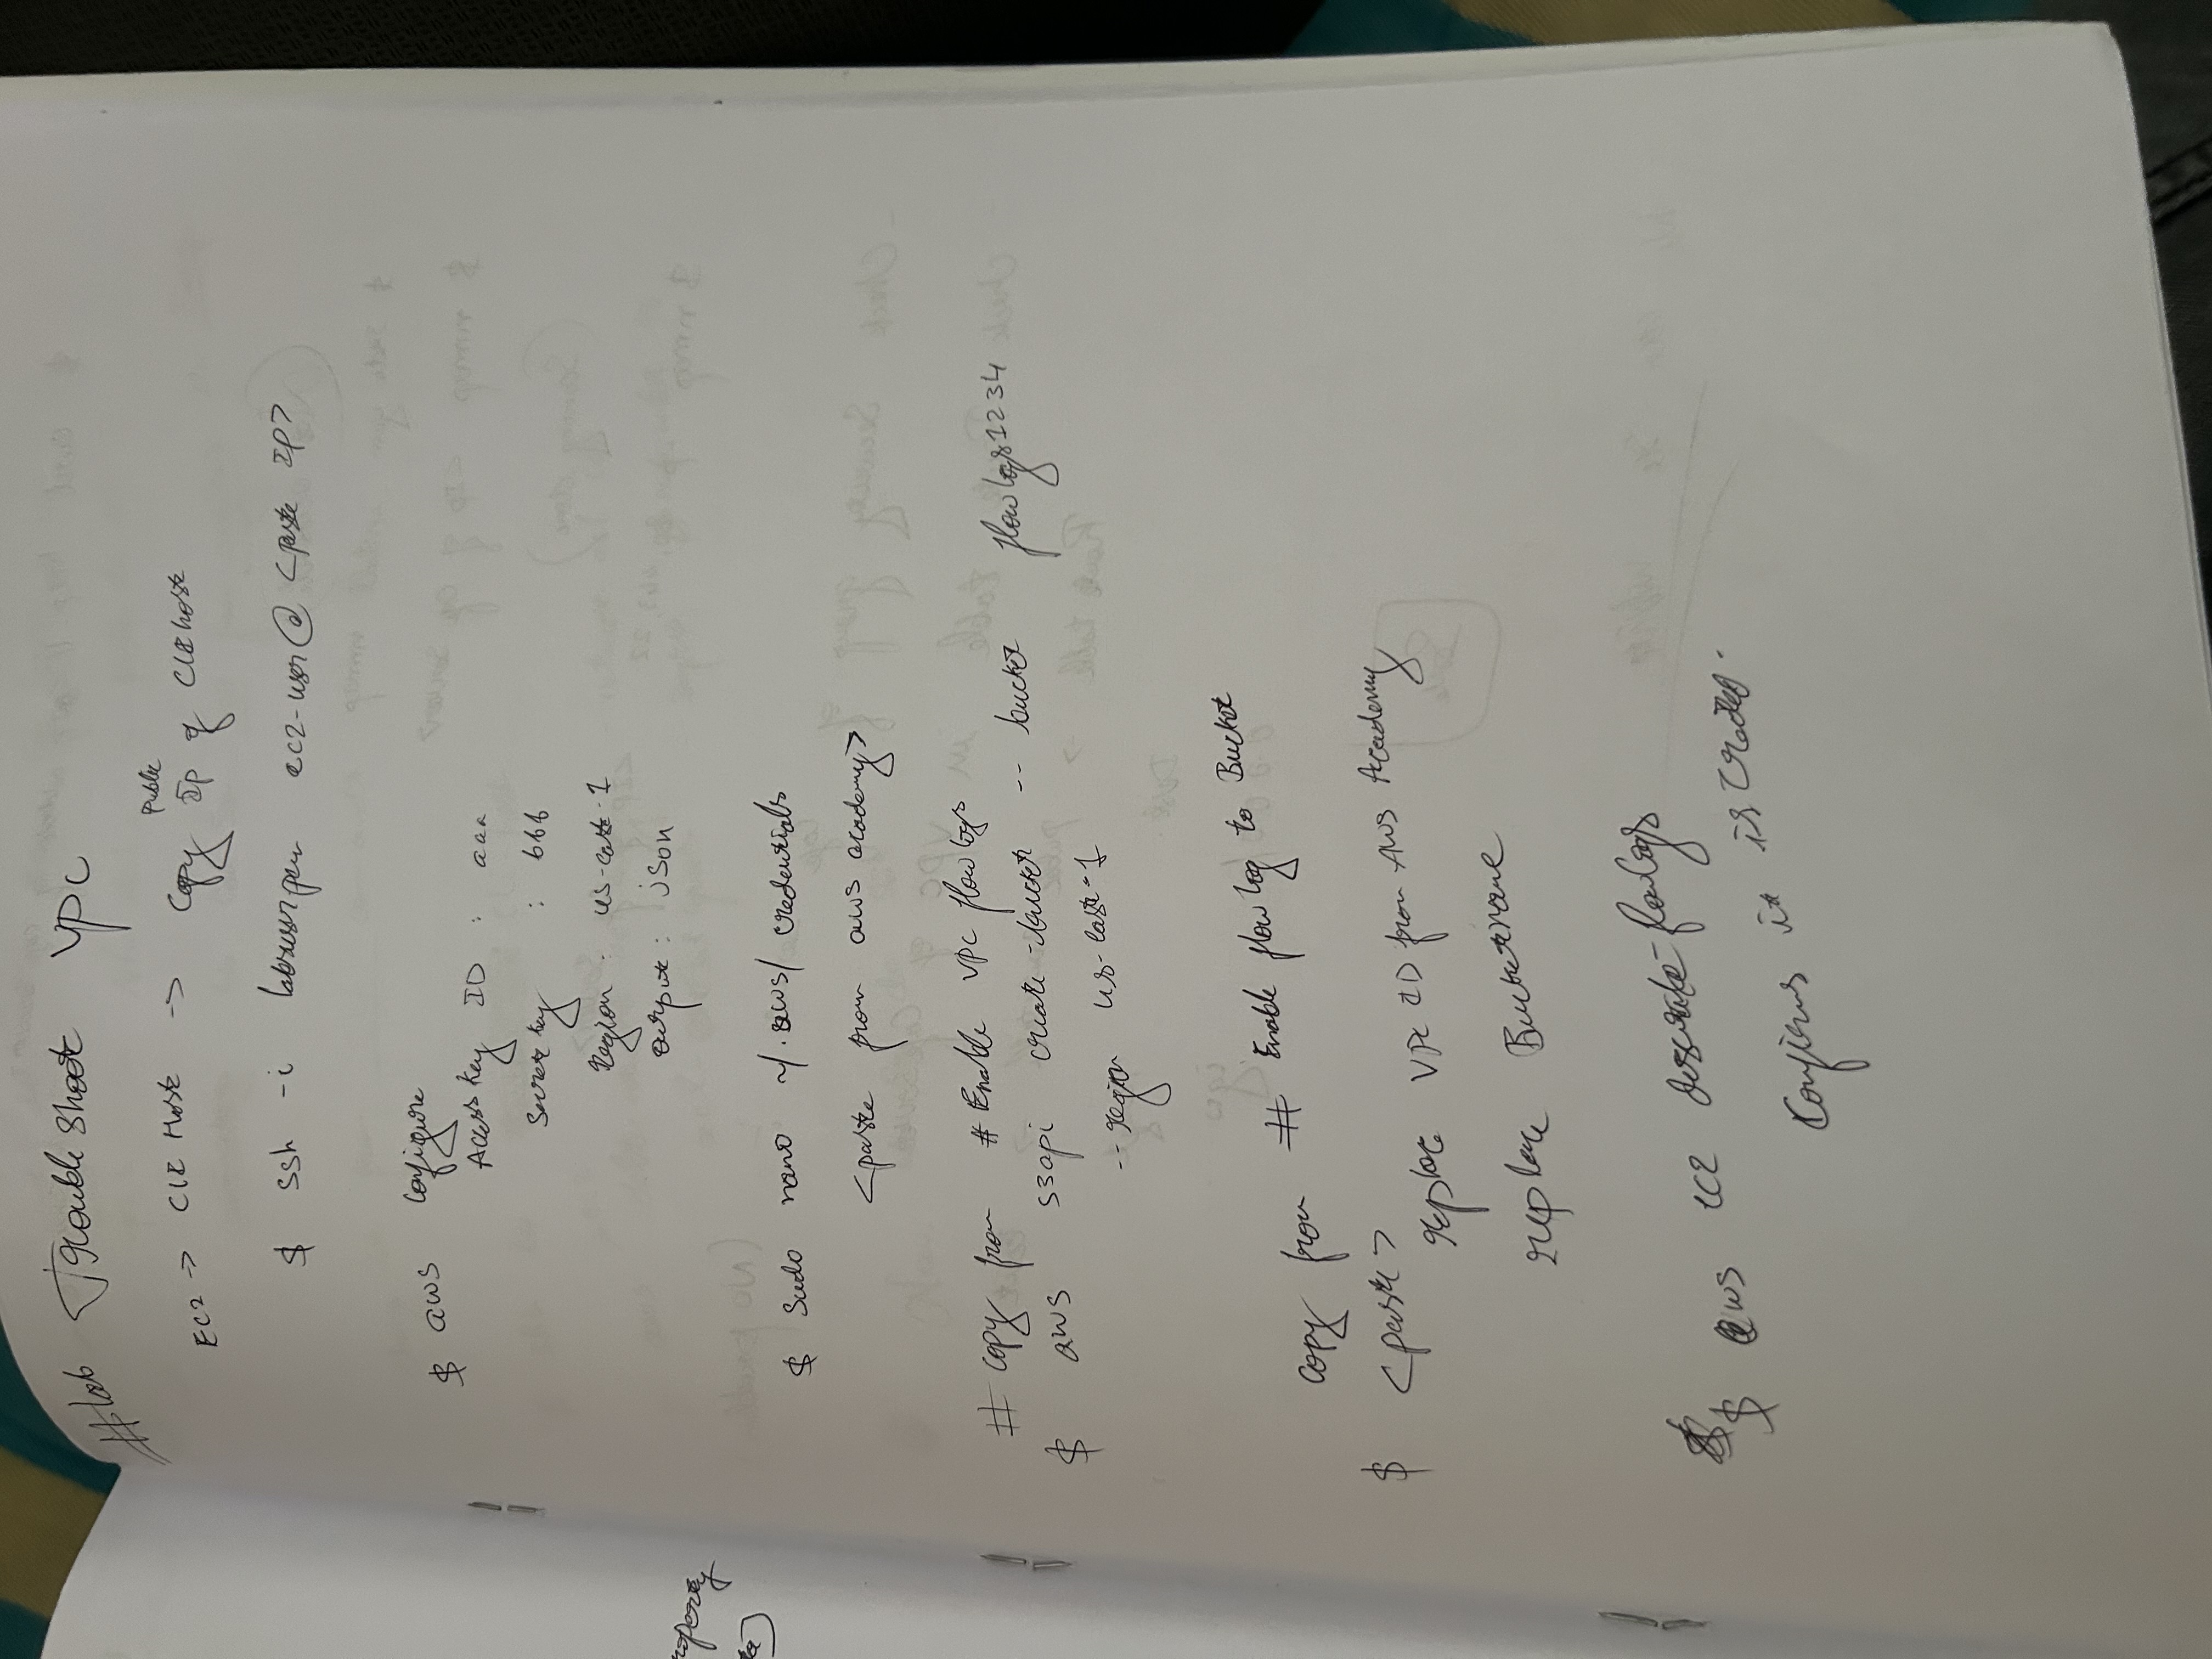 #lab Troubleshoot VPC
EC2 -> CLI Host -> Copy Public Ip of CLI host
$ ssh -i labsuser.pem ec2-user@ <paste IP>
$ aws configure
Access key ID : aaa
Secret key : bbb
region : us-east-1
output : json
$ Sudo nano ~/.aws/credentials
<paste from aws academy>
# copy from # Enable VPC flow logs
$ aws s3api create-bucket -- bucket flowlogs1234
-- region us-east-1
copy from # Enable flow log to Bucket
$ <paste>
replace VPC ID from AWS Academy
replace Bucketname
$ aws ec2 describe-flowlogs
Confirms it is created.
roperty